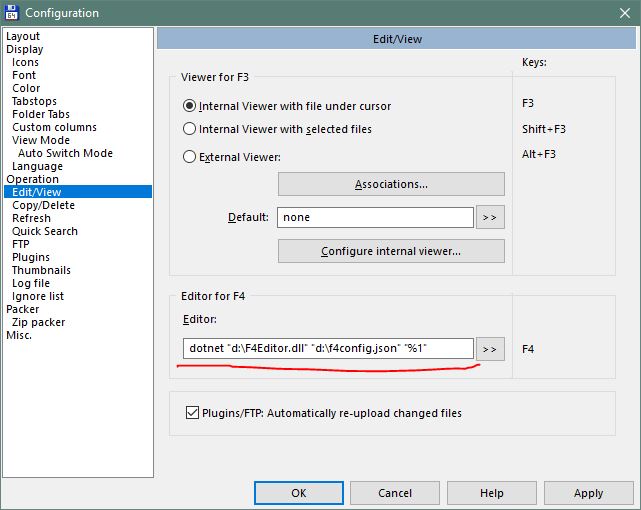 64
Configuration
Layout
Display
Icons
Font
Color
Tabstops
Folder Tabs
Custom columns
View Mode
Auto Switch Mode
Language
Operation
Edit/View
Copy/Delete
Refresh
Quick Search
FTP
Plugins
Thumbnails
Log file
Ignore list
Packer
Zip packer
Misc.
Edit/View
Keys:
Viewer for F3
Internal Viewer with file under cursor
F3
Internal Viewer with selected files
Shift+F3
External Viewer:
Alt+F3
Associations...
Default:
none
>>
Configure internal viewer...
Editor for F4
Editor:
dotnet "d:\F4Editor.dll" "d:\f4config.json" "%1"
>>
F4
Plugins/FTP: Automatically re-upload changed files
OK
Cancel
Help
Apply